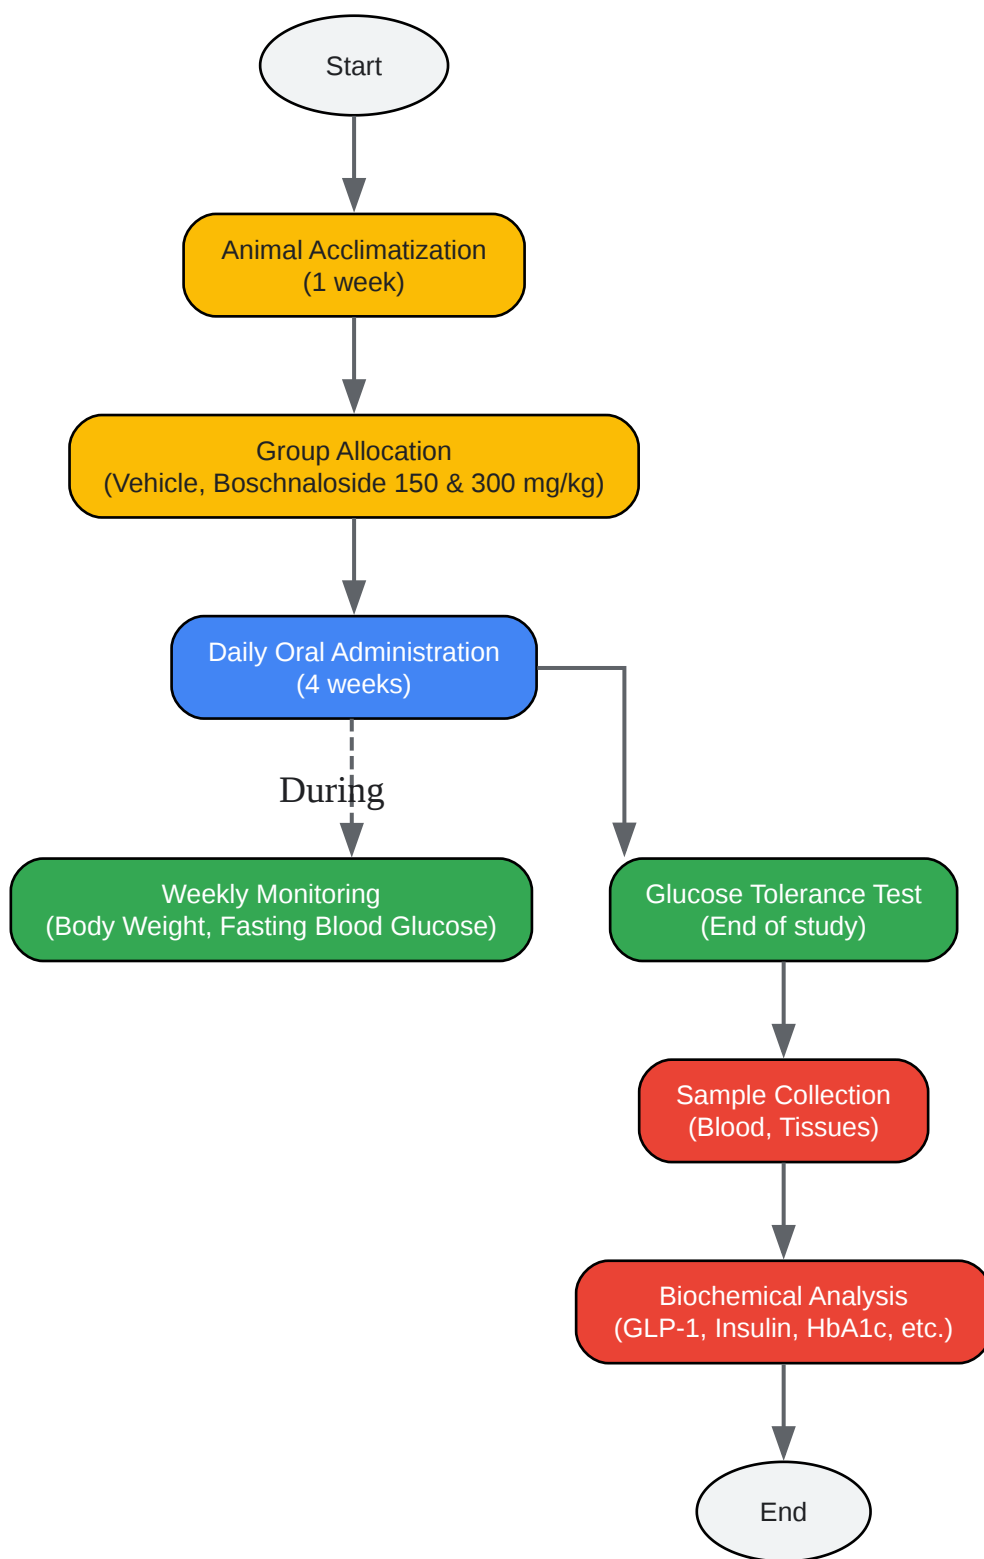 Start
Animal Acclimatization
(1 week)
Group Allocation
(Vehicle, Boschnaloside 150 & 300 mg/kg)
Daily Oral Administration
(4 weeks)
During
Weekly Monitoring
(Body Weight, Fasting Blood Glucose)
Glucose Tolerance Test
(End of study)
Sample Collection
(Blood, Tissues)
Biochemical Analysis
(GLP-1, Insulin, HbA1c, etc.)
End